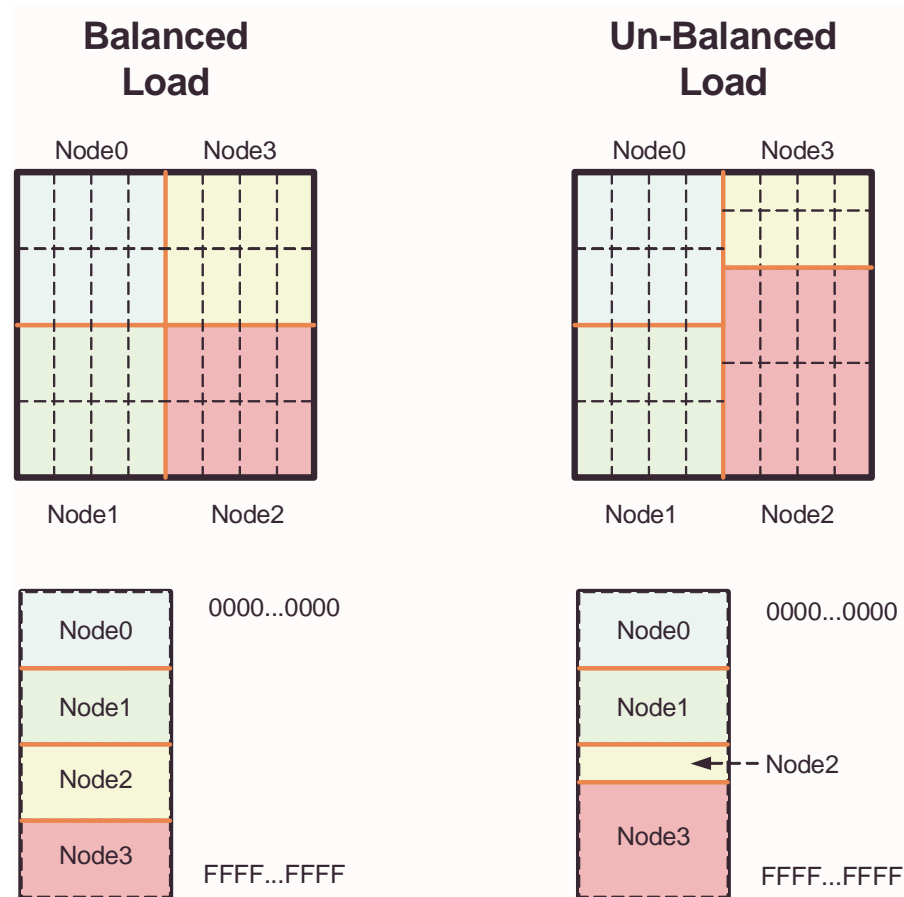 Balanced
Load
Node0
Node3
Node1
Node2
Node0
Node1
Node2
Node3
0000...0000
FFFF...FFFF
Un-Balanced
Load
Node0
Node3
Node1
Node2
Node0
Node1
Node2
Node3
0000...0000
FFFF...FFFF